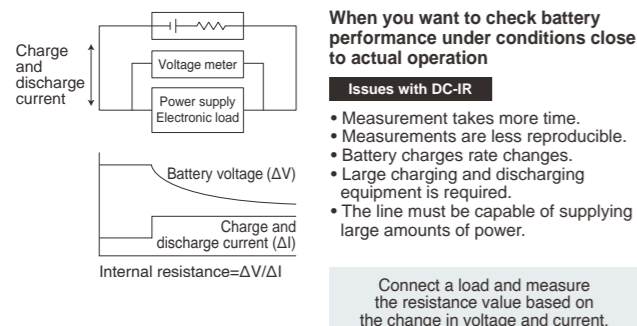 Charge
and
discharge
current
Voltage meter
Power supply
Electronic load
Battery voltage (ΔV)
Charge and
discharge current (ΔI)
Internal resistance=ΔV/ΔI
When you want to check battery
performance under conditions close
to actual operation
Issues with DC-IR
• Measurement takes more time.
• Measurements are less reproducible.
• Battery charges rate changes.
• Large charging and discharging
equipment is required.
• The line must be capable of supplying
large amounts of power.
Connect a load and measure
the resistance value based on
the change in voltage and current.